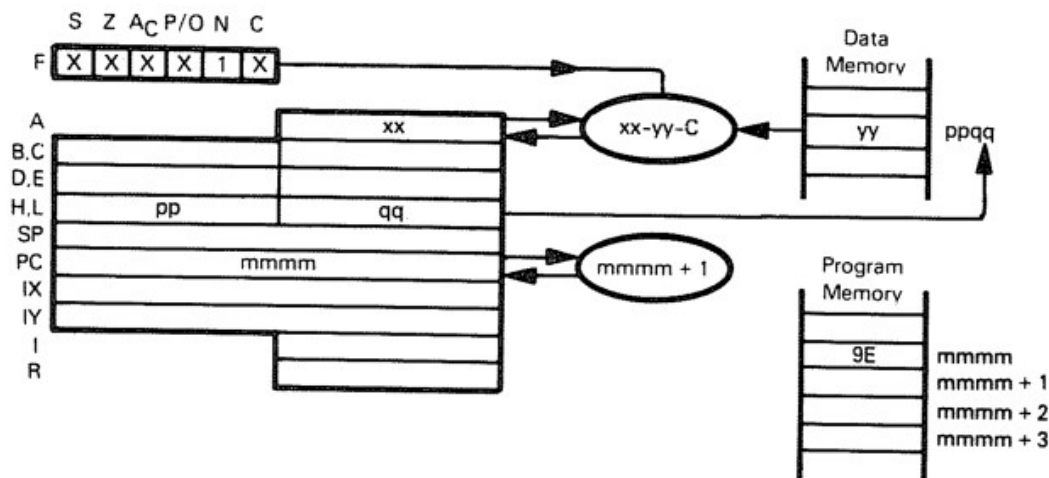 S Z AC P/O N C
F X X X X 1 X
Data
Memory
A xx
xx-yy-C
yy ppqq
B,C
D,E
H,L pp qq
SP
PC mmmm
mmmm + 1
IX
IY
I
R
Program
Memory
9E mmmm
mmmm + 1
mmmm + 2
mmmm + 3